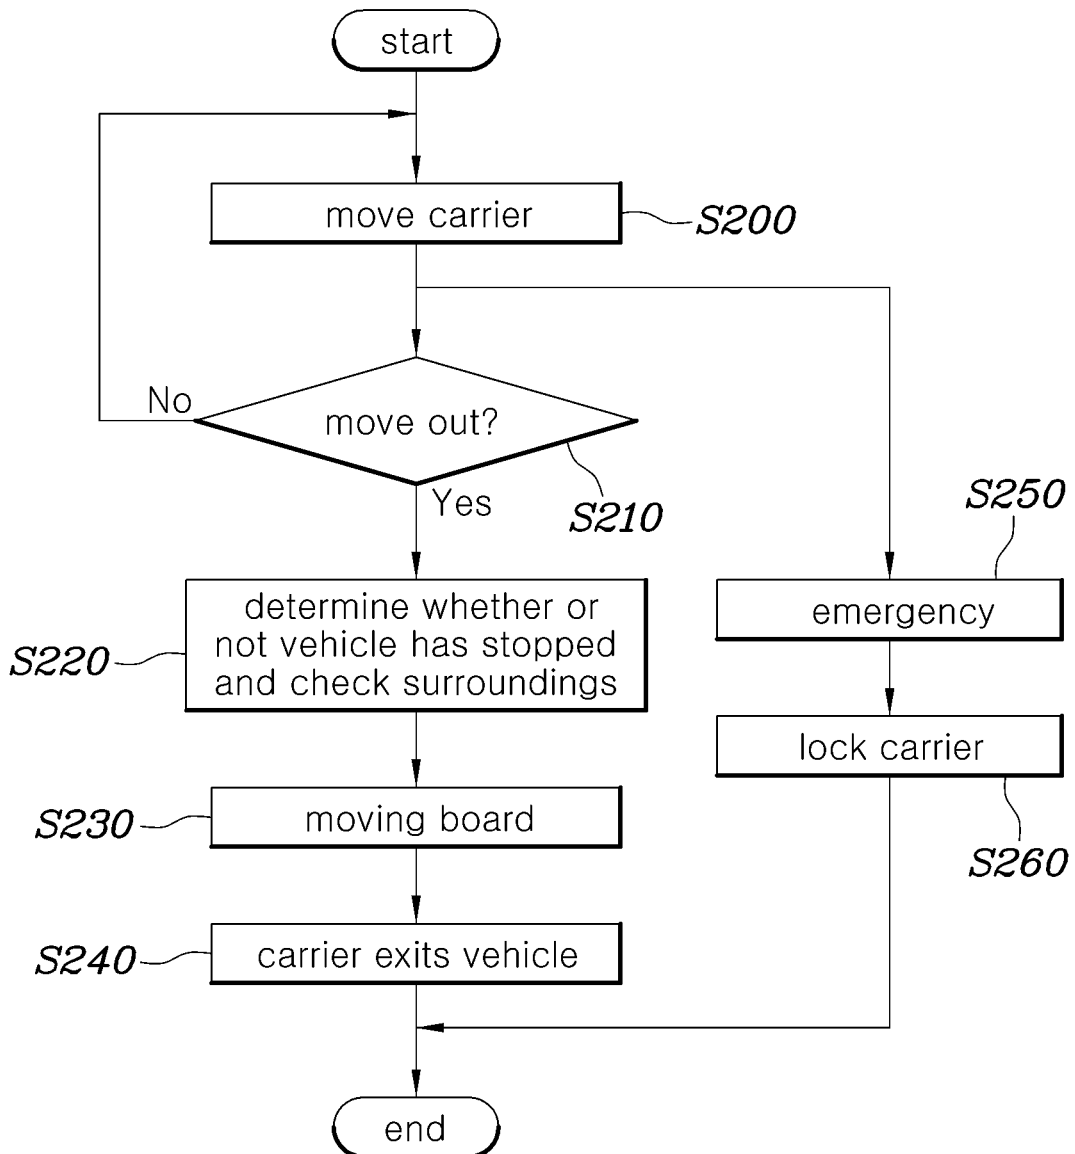 start
move carrier
S200
No
move out?
Yes
S210
S250
determine whether or
not vehicle has stopped
and check surroundings
S220
emergency
lock carrier
S230
moving board
S260
S240
carrier exits vehicle
end